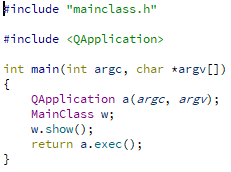 #include "mainclass.h"
#include <QApplication>
int main(int argc, char *argv[])
{
    QApplication a(argc, argv);
    MainClass w;
    w.show();
    return a.exec();
}